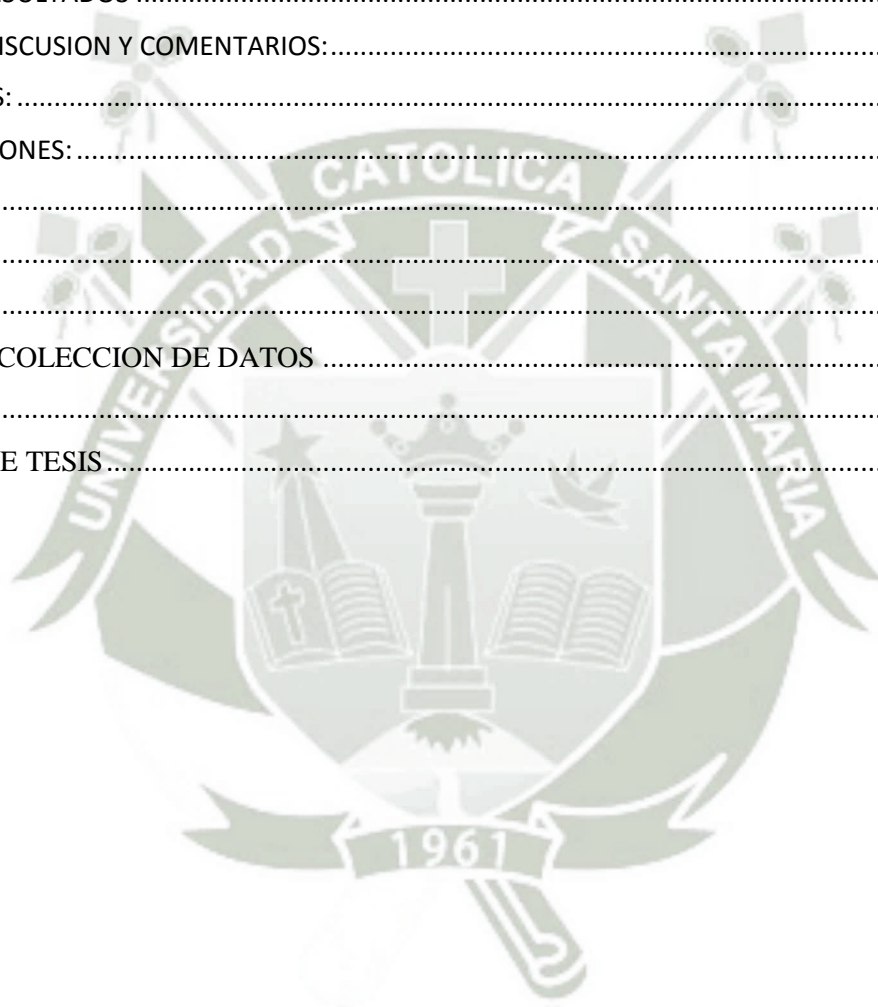 ISCUSION Y COMENTARIOS:................................................................
S:................................................................
ONES:................................................................
................................................................
................................................................
................................................................
COLECCION DE DATOS ................................................................
................................................................
E TESIS................................................................
UNIVERSIDAD CATOLICA SANTA MARIA
1961